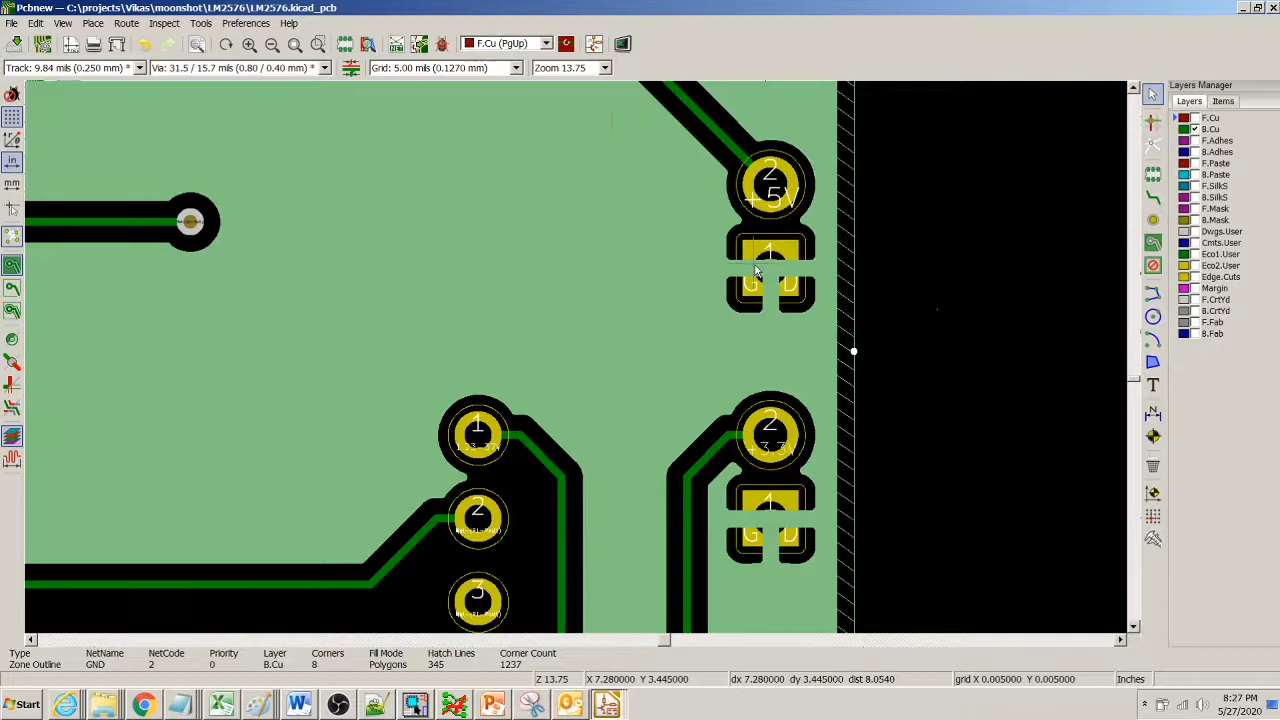 Pcbnew — C:\projects\Vikas\moonshot\LM2576\LM2576.kicad_pcb
File Edit View Place Route Inspect Tools Preferences Help
F.Cu (PgUp)
Track: 9.84 mils (0.250 mm) * Via: 31.5 / 15.7 mils (0.80 / 0.40 mm) * Grid: 5.00 mils (0.1270 mm) Zoom 13.75
Layers Manager
Layers Items
F.Cu
B.Cu
F.Adhes
B.Adhes
F.Paste
B.Paste
F.SilkS
B.SilkS
F.Mask
B.Mask
Dwgs.User
Cmts.User
Eco1.User
Eco2.User
Edge.Cuts
Margin
F.CrtYd
B.CrtYd
F.Fab
B.Fab
in
mm
2
+5V
1
G D
1
2
+3.3V
2
1
G D
3
Type NetName NetCode Priority Layer Corners Fill Mode Hatch Lines Corner Count
Zone Outline GND 2 0 B.Cu 8 Polygons 345 1237
Z 13.75 X 7.280000 Y 3.445000 dx 7.280000 dy 3.445000 dist 8.0540 grid X 0.005000 Y 0.005000 Inches
Start
8:27 PM
5/27/2020